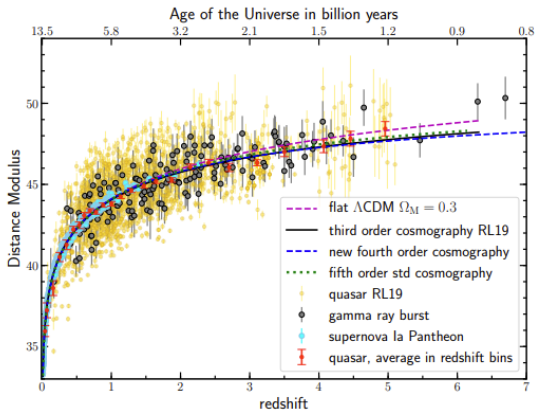 Age of the Universe in billion years
13.5 5.8 3.2 2.1 1.5 1.2 0.9 0.8
50
45
40
35
Distance Modulus
flat ΛCDM Ω_M = 0.3
third order cosmography RL19
new fourth order cosmography
fifth order std cosmography
quasar RL19
gamma ray burst
supernova Ia Pantheon
quasar, average in redshift bins
0 1 2 3 4 5 6 7
redshift